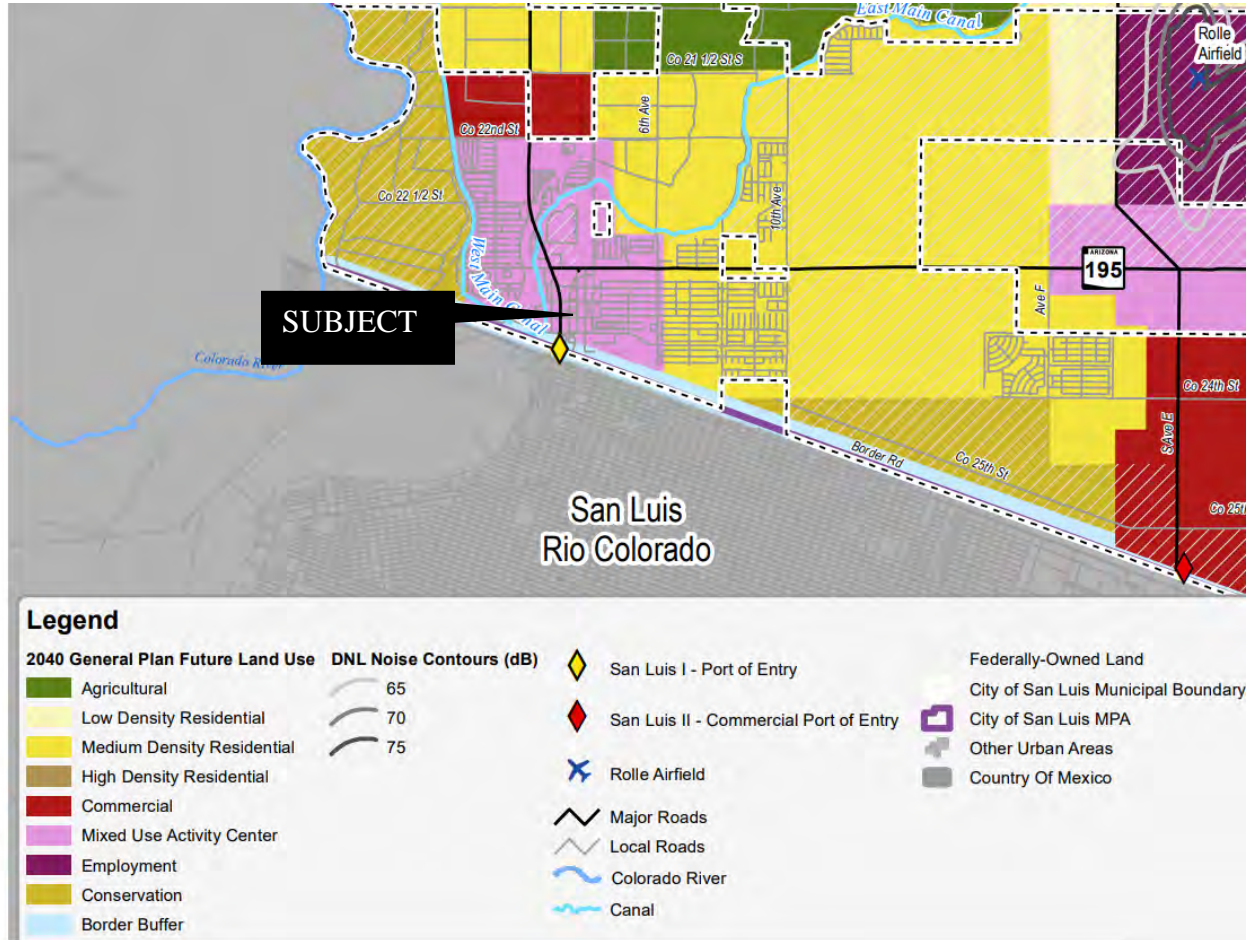 East Main Canal
Rolle
Airfield
Co 21 1/2 St S
6th Ave
Co 22nd St
Co 22 1/2 St
10th Ave
West Main Canal
ARIZONA
195
Ave F
SUBJECT
Colorado River
Co 24th St
S Ave E
Border Rd
Co 25th St
Co 25th
San Luis
Rio Colorado
Legend
2040 General Plan Future Land Use
Agricultural
Low Density Residential
Medium Density Residential
High Density Residential
Commercial
Mixed Use Activity Center
Employment
Conservation
Border Buffer
DNL Noise Contours (dB)
65
70
75
San Luis I - Port of Entry
San Luis II - Commercial Port of Entry
Rolle Airfield
Major Roads
Local Roads
Colorado River
Canal
Federally-Owned Land
City of San Luis Municipal Boundary
City of San Luis MPA
Other Urban Areas
Country Of Mexico